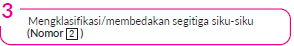 3
Mengklasifikasi/membedakan segitiga siku-siku
(Nomor 2)